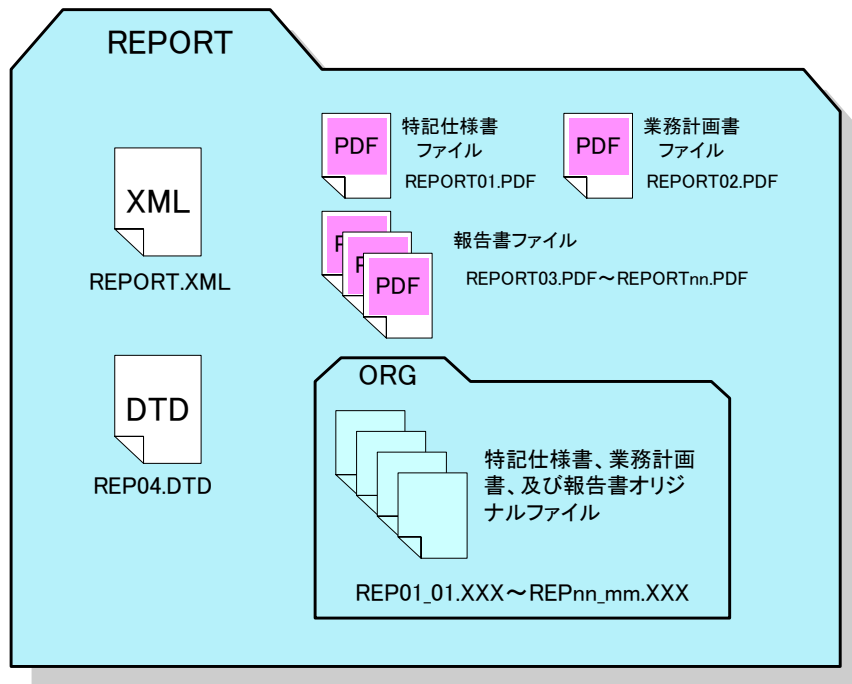 REPORT
XML
REPORT.XML
DTD
REP04.DTD
PDF
特記仕様書
ファイル
REPORT01.PDF
PDF
業務計画書
ファイル
REPORT02.PDF
P
P
PDF
報告書ファイル
REPORT03.PDF～REPORTnn.PDF
ORG
特記仕様書、業務計画
書、及び報告書オリジ
ナルファイル
REP01_01.XXX～REPnn_mm.XXX